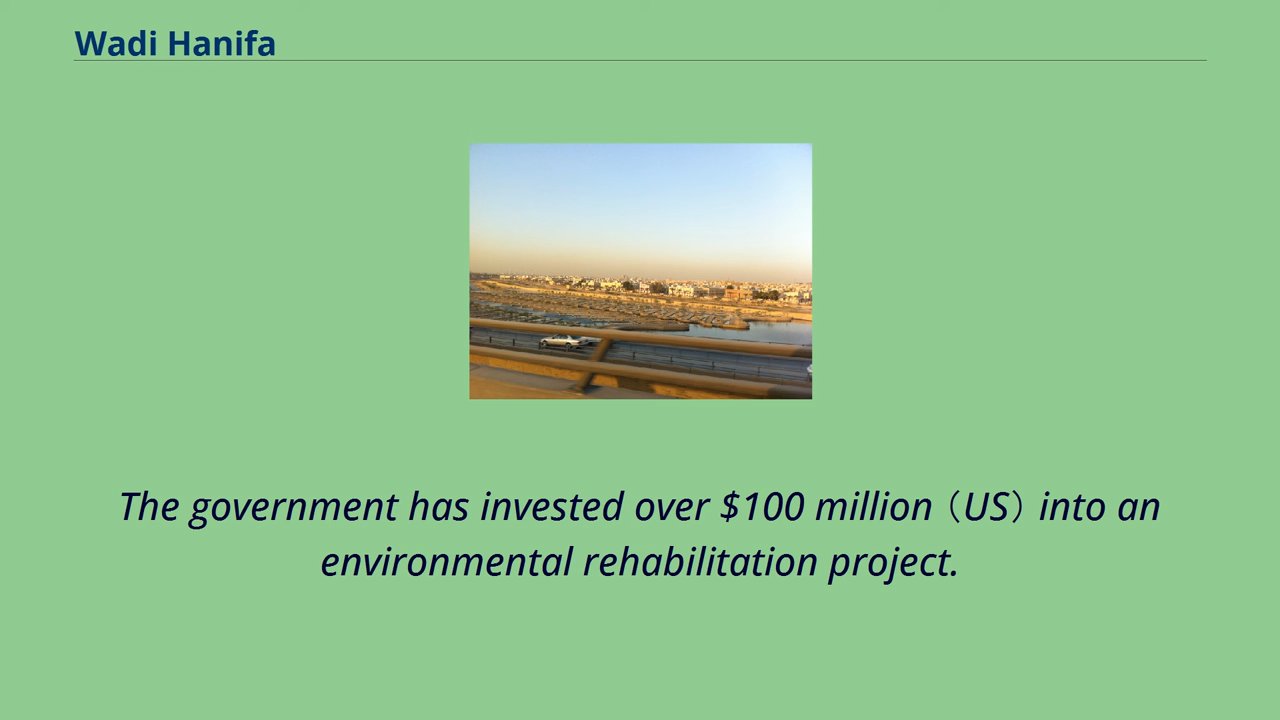 Wadi Hanifa
The government has invested over $100 million（US）into an
environmental rehabilitation project.